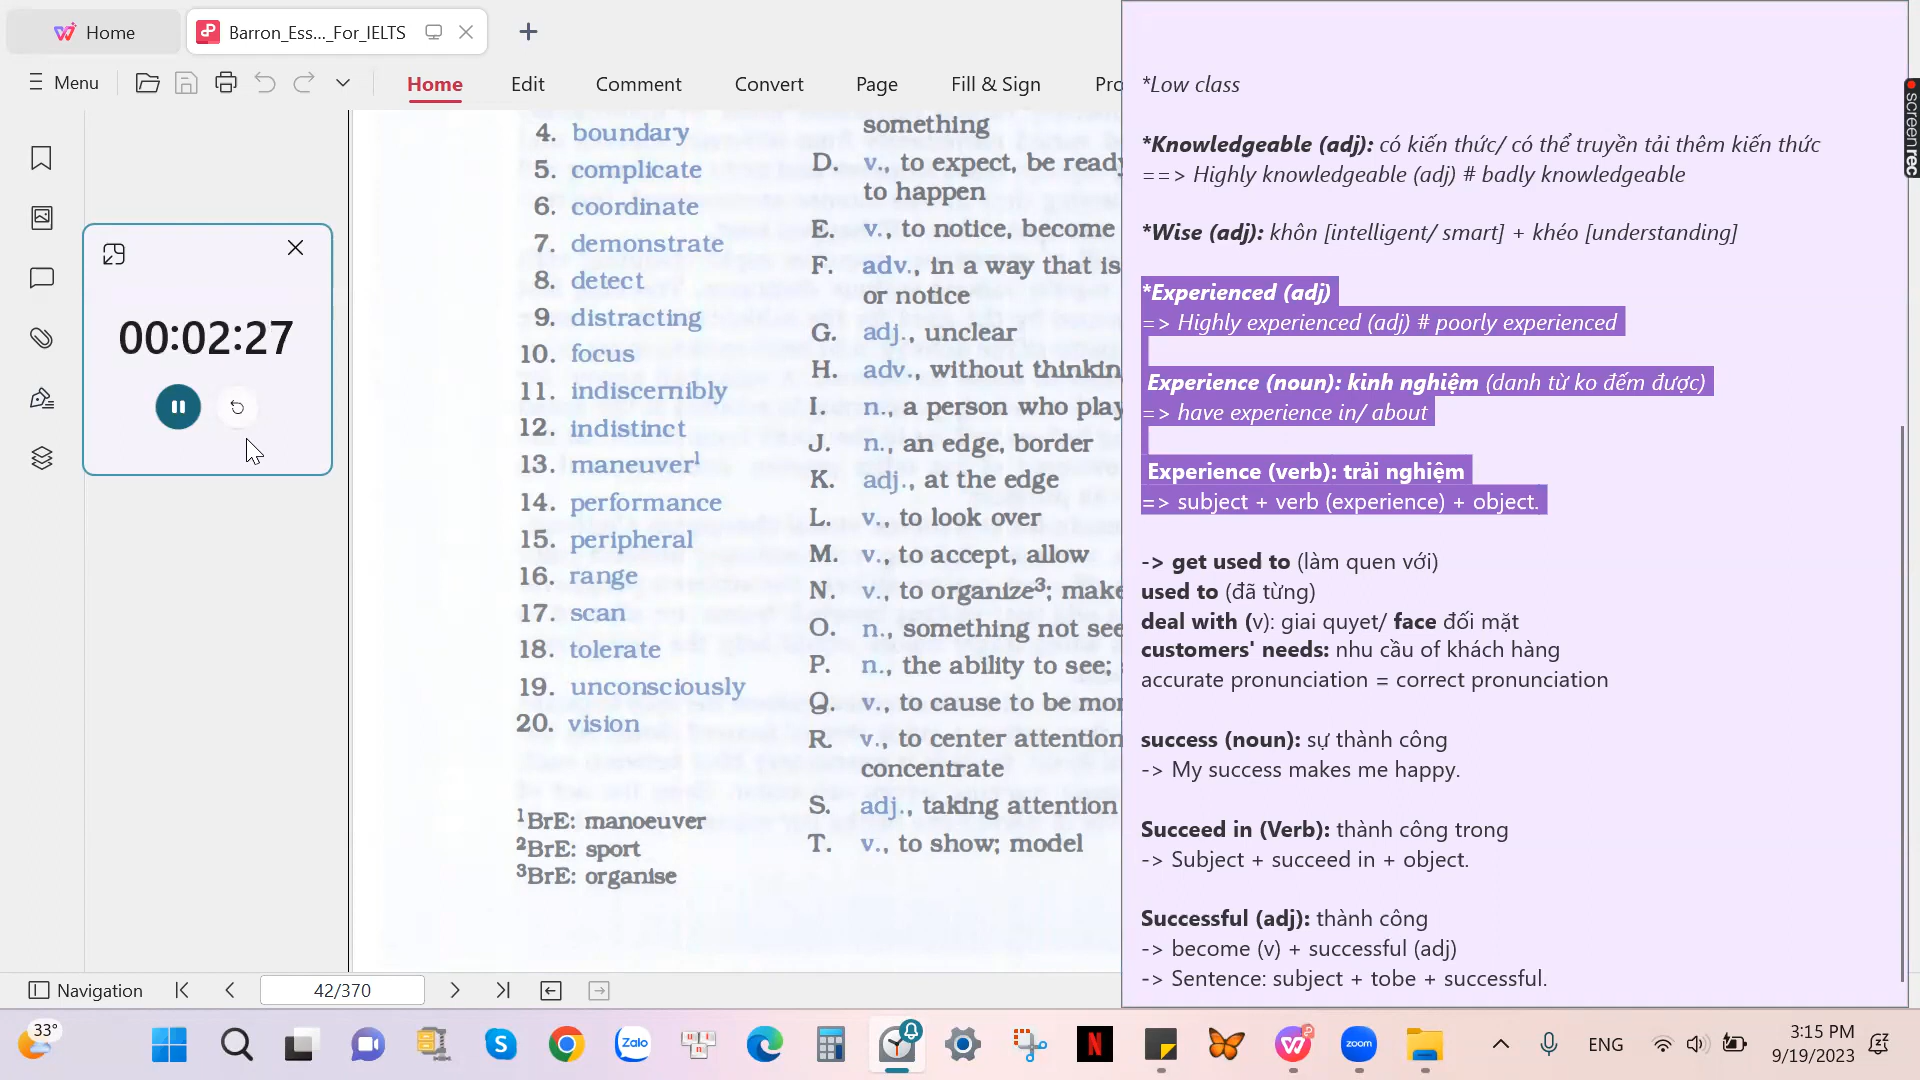 Home
Barron_Ess..._For_IELTS
Menu
Home
Edit
Comment
Convert
Page
Fill & Sign
Pro
00:02:27
4. boundary
5. complicate
6. coordinate
7. demonstrate
8. detect
9. distracting
10. focus
11. indiscernibly
12. indistinct
13. maneuver¹
14. performance
15. peripheral
16. range
17. scan
18. tolerate
19. unconsciously
20. vision
¹BrE: manoeuver
²BrE: sport
³BrE: organise
something
D. v., to expect, be ready
to happen
E. v., to notice, become
F. adv., in a way that is
or notice
G. adj., unclear
H. adv., without thinkin
I. n., a person who play
J. n., an edge, border
K. adj., at the edge
L. v., to look over
M. v., to accept, allow
N. v., to organize³; make
O. n., something not see
P. n., the ability to see;
Q. v., to cause to be mor
R. v., to center attention
concentrate
S. adj., taking attention
T. v., to show; model
*Low class
*Knowledgeable (adj): có kiến thức/ có thể truyền tải thêm kiến thức
==> Highly knowledgeable (adj) # badly knowledgeable
*Wise (adj): khôn [intelligent/ smart] + khéo [understanding]
*Experienced (adj)
=> Highly experienced (adj) # poorly experienced
Experience (noun): kinh nghiệm (danh từ ko đếm được)
=> have experience in/ about
Experience (verb): trải nghiệm
=> subject + verb (experience) + object.
-> get used to (làm quen với)
used to (đã từng)
deal with (v): giai quyet/ face đối mặt
customers' needs: nhu cầu of khách hàng
accurate pronunciation = correct pronunciation
success (noun): sự thành công
-> My success makes me happy.
Succeed in (Verb): thành công trong
-> Subject + succeed in + object.
Successful (adj): thành công
-> become (v) + successful (adj)
-> Sentence: subject + tobe + successful.
screenrec
Navigation
42/370
33°
S
Zalo
N
zoom
ENG
3:15 PM
9/19/2023